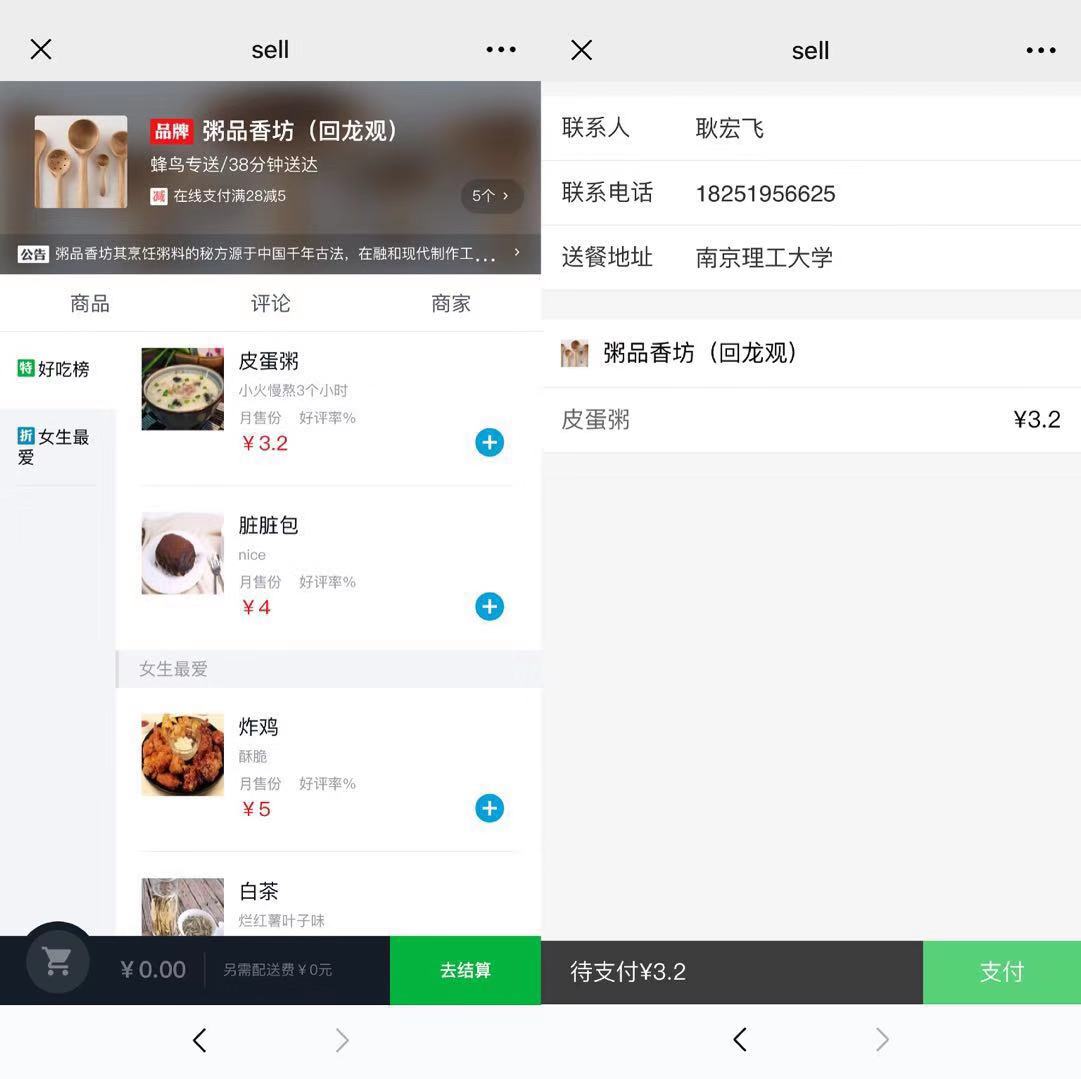 sell
品牌 粥品香坊（回龙观）
蜂鸟专送/38分钟送达
减 在线支付满28减5
5个
公告 粥品香坊其烹饪粥料的秘方源于中国千年古法，在融和现代制作工...
商品 评论 商家
特 好吃榜
折 女生最
爱
皮蛋粥
小火慢熬3个小时
月售份 好评率%
￥3.2
脏脏包
nice
月售份 好评率%
￥4
女生最爱
炸鸡
酥脆
月售份 好评率%
￥5
白茶
烂红薯叶子味
￥0.00 另需配送费￥0元 去结算
sell
联系人 耿宏飞
联系电话 18251956625
送餐地址 南京理工大学
粥品香坊（回龙观）
皮蛋粥 ¥3.2
待支付¥3.2 支付